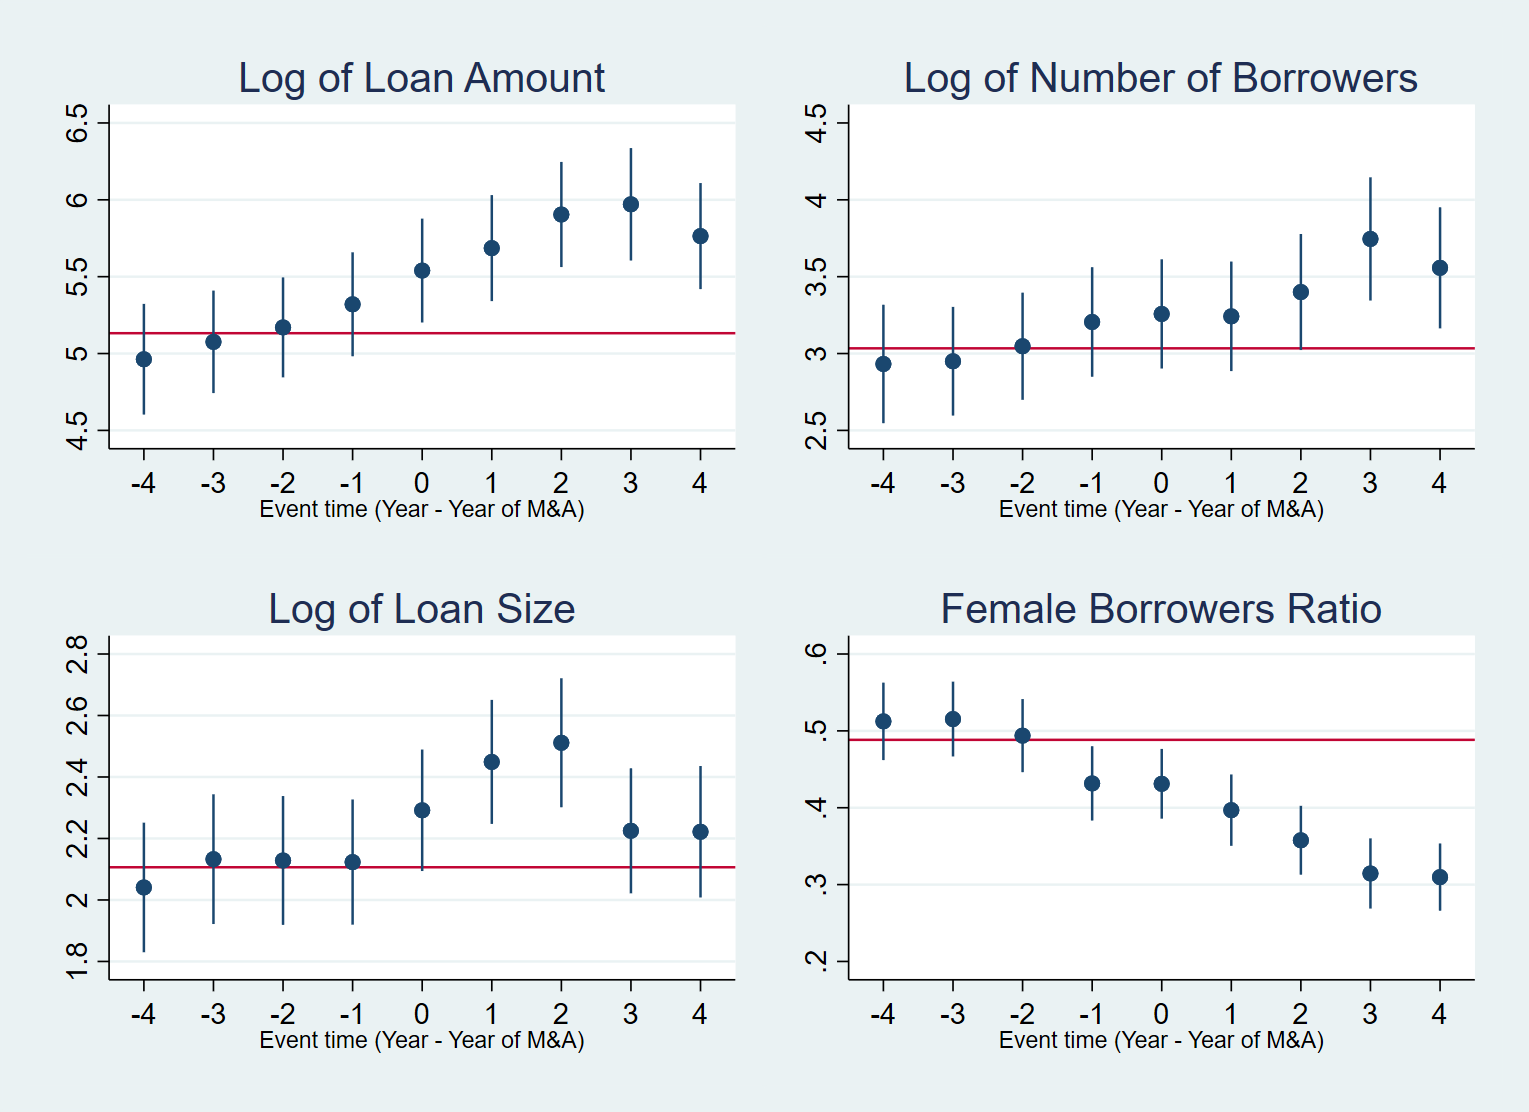 Log of Loan Amount
6.5
6
5.5
5
4.5
-4 -3 -2 -1 0 1 2 3 4
Event time (Year - Year of M&A)
Log of Number of Borrowers
4.5
4
3.5
3
2.5
-4 -3 -2 -1 0 1 2 3 4
Event time (Year - Year of M&A)
Log of Loan Size
2.8
2.6
2.4
2.2
2
1.8
-4 -3 -2 -1 0 1 2 3 4
Event time (Year - Year of M&A)
Female Borrowers Ratio
.6
.5
.4
.3
.2
-4 -3 -2 -1 0 1 2 3 4
Event time (Year - Year of M&A)